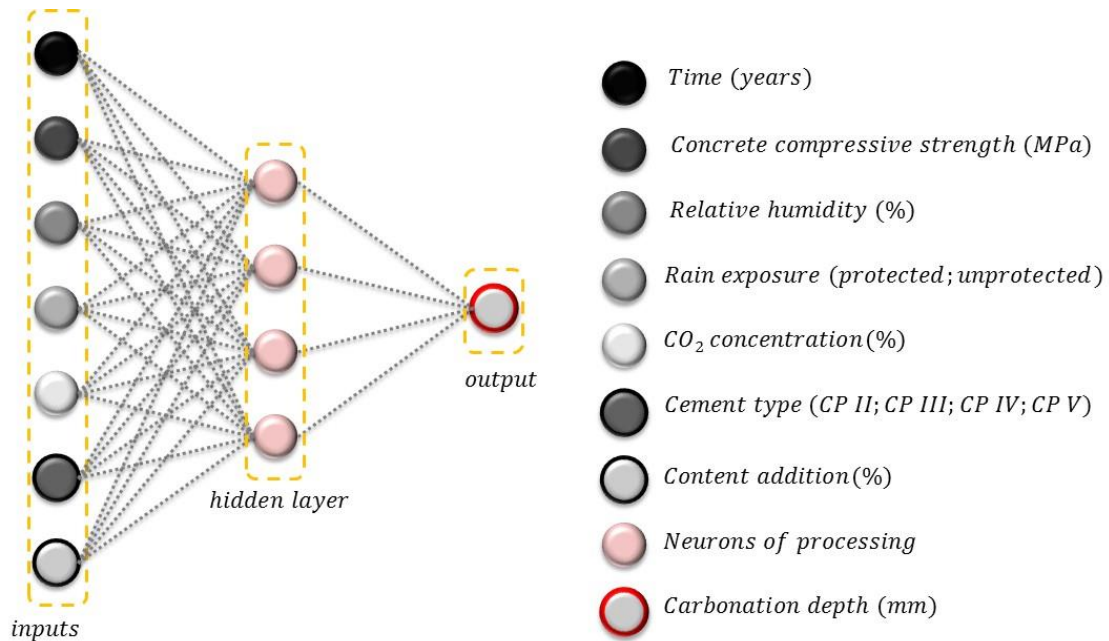 inputs
hidden layer
output
Time (years)
Concrete compressive strength (MPa)
Relative humidity (%)
Rain exposure (protected; unprotected)
CO₂ concentration(%)
Cement type (CP II; CP III; CP IV; CP V)
Content addition(%)
Neurons of processing
Carbonation depth (mm)